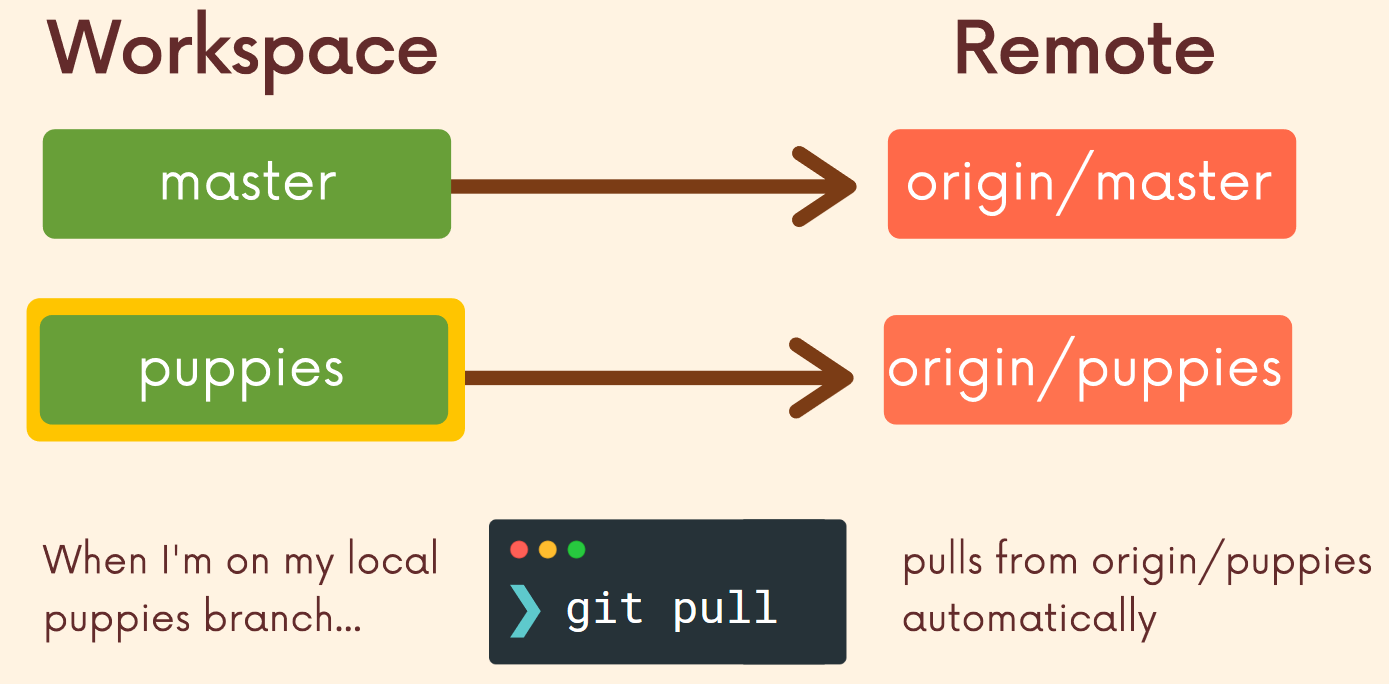 Workspace
Remote
master
origin/master
puppies
origin/puppies
When I'm on my local
puppies branch...
❯ git pull
pulls from origin/puppies
automatically